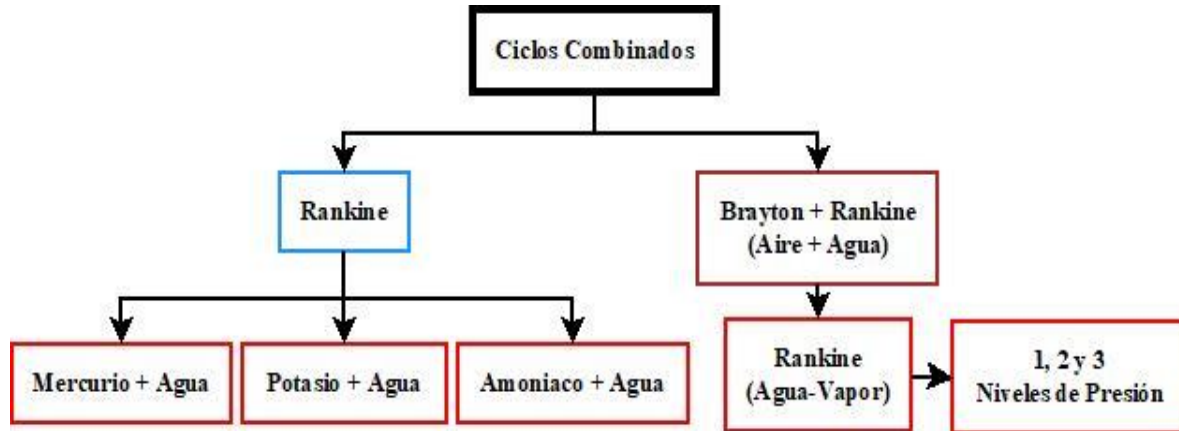 Ciclos Combinados
Rankine
Brayton + Rankine
(Aire + Agua)
Mercurio + Agua
Potasio + Agua
Amoniaco + Agua
Rankine
(Agua-Vapor)
1, 2 y 3
Niveles de Presión